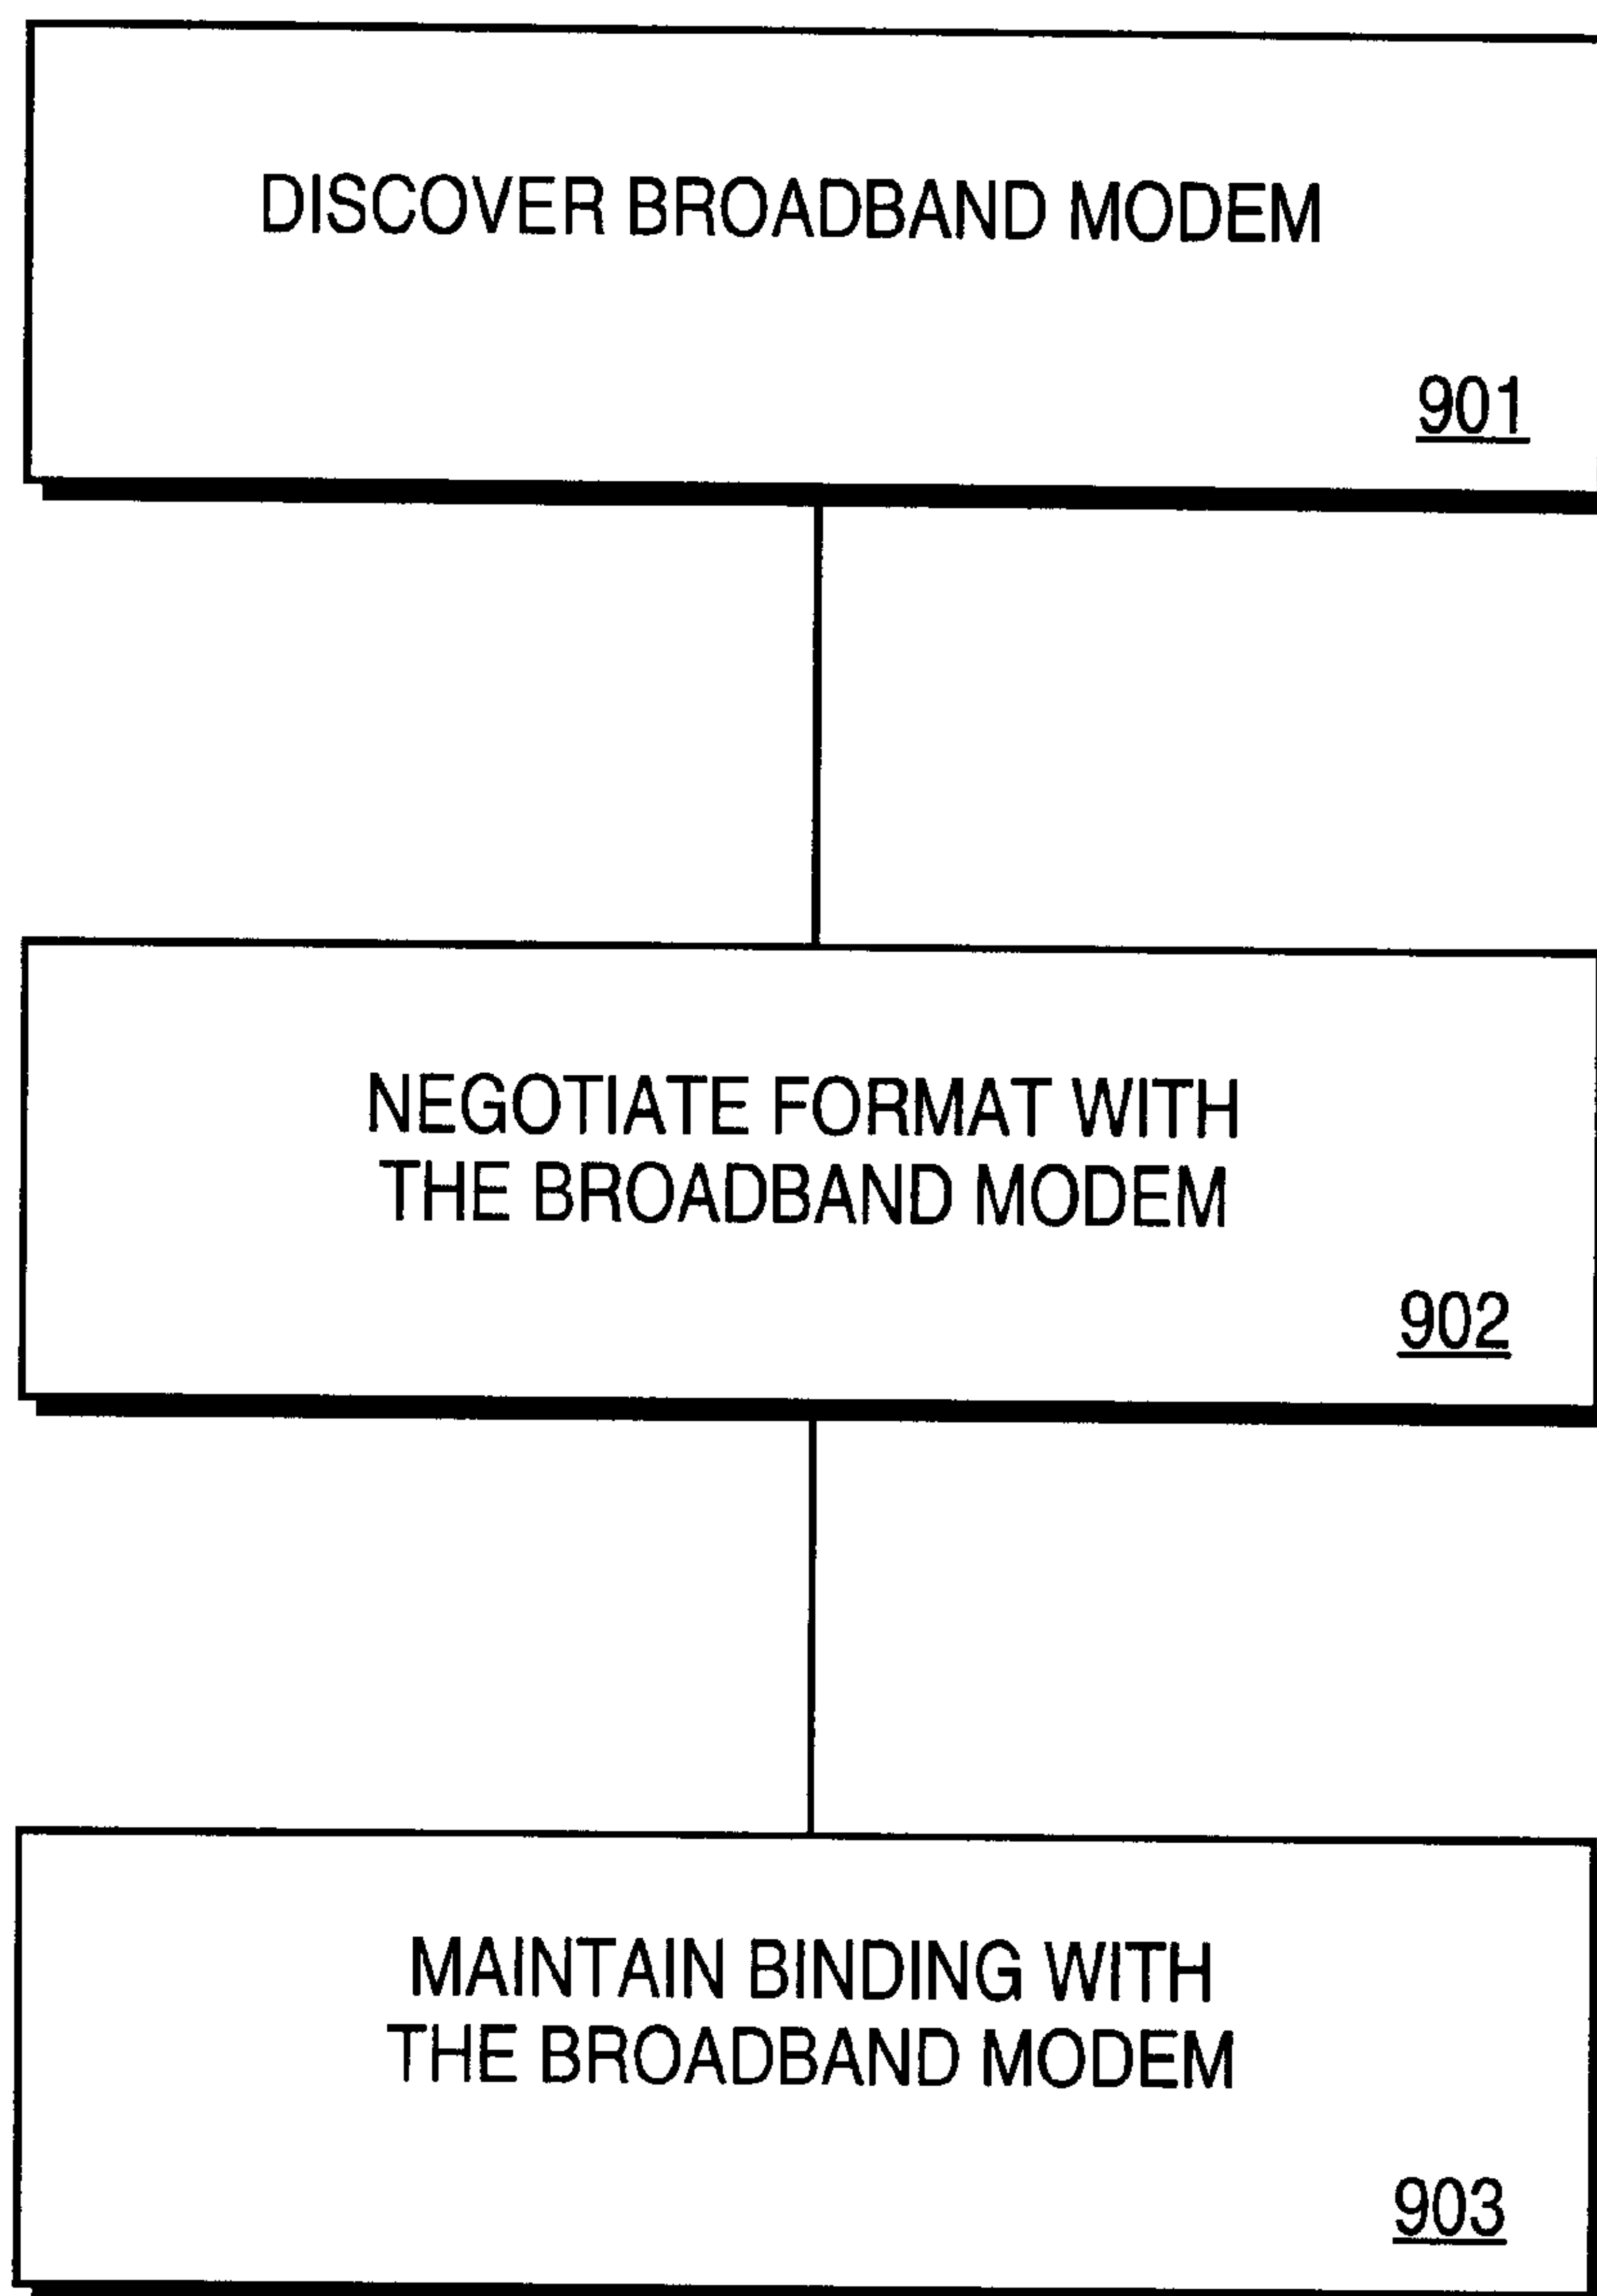 DISCOVER BROADBAND MODEM
901
NEGOTIATE FORMAT WITH
THE BROADBAND MODEM
902
MAINTAIN BINDING WITH
THE BROADBAND MODEM
903